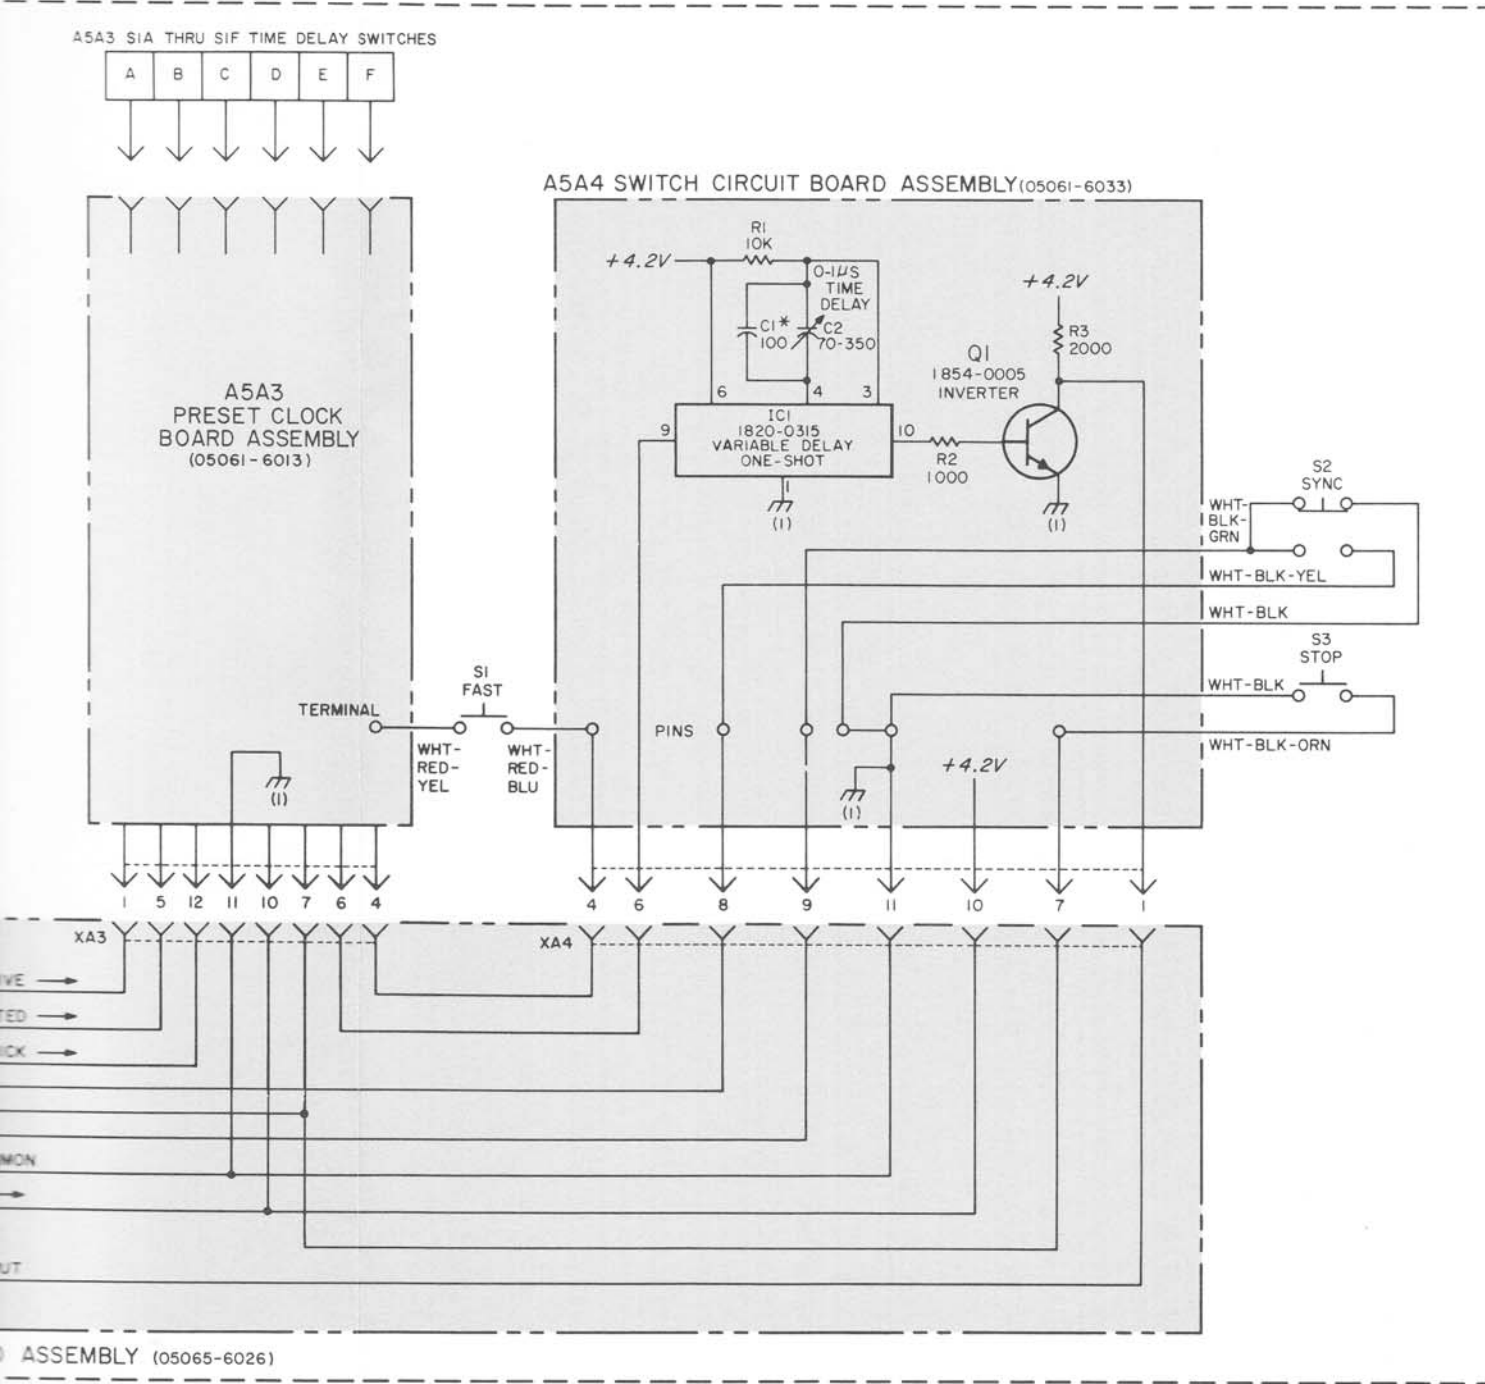 A5A3 S1A THRU S1F TIME DELAY SWITCHES
A B C D E F
A5A4 SWITCH CIRCUIT BOARD ASSEMBLY (05061-6033)
R1
10K
+4.2V
0-1µS
TIME
DELAY
C1*
100
C2
70-350
+4.2V
R3
2000
Q1
1854-0005
INVERTER
6 4 3
9
IC1
1820-0315
VARIABLE DELAY
ONE-SHOT
10
R2
1000
1
(1)
(1)
A5A3
PRESET CLOCK
BOARD ASSEMBLY
(05061-6013)
S2
SYNC
WHT-
BLK-
GRN
WHT-BLK-YEL
WHT-BLK
S3
STOP
WHT-BLK
WHT-BLK-ORN
S1
FAST
TERMINAL
WHT-
RED-
YEL
WHT-
RED-
BLU
PINS
+4.2V
(1)
(1)
1 5 12 11 10 7 6 4
4 6 8 9 11 10 7 1
XA3
XA4
IVE
TED
ICK
MON
UT
ASSEMBLY (05065-6026)